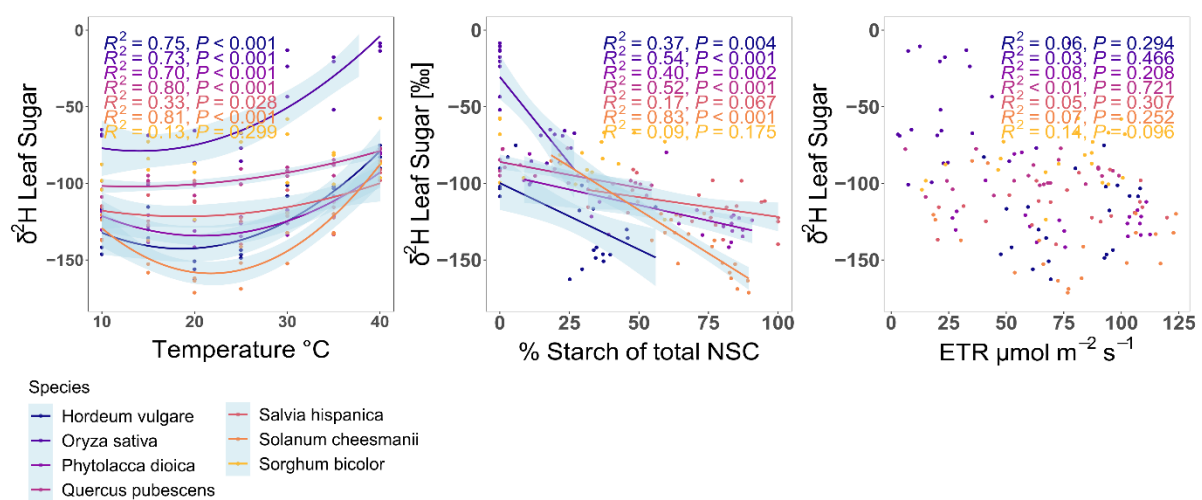 δ²H Leaf Sugar
0
−50
−100
−150
R² = 0.75, P < 0.001
R² = 0.73, P < 0.001
R² = 0.70, P < 0.001
R² = 0.80, P < 0.001
R² = 0.33, P = 0.028
R² = 0.81, P < 0.001
R² = 0.13, P = 0.299
10 15 20 25 30 35 40
Temperature °C
δ²H Leaf Sugar [‰]
0
−50
−100
−150
R² = 0.37, P = 0.004
R² = 0.54, P < 0.001
R² = 0.40, P = 0.002
R² = 0.52, P < 0.001
R² = 0.17, P = 0.067
R² = 0.83, P < 0.001
R² = 0.09, P = 0.175
0 25 50 75 100
% Starch of total NSC
δ²H Leaf Sugar
0
−50
−100
−150
R² = 0.06, P = 0.294
R² = 0.03, P = 0.466
R² = 0.08, P = 0.208
R² < 0.01, P = 0.721
R² = 0.05, P = 0.307
R² = 0.07, P = 0.252
R² = 0.14, P = 0.096
0 25 50 75 100 125
ETR μmol m⁻² s⁻¹
Species
Hordeum vulgare
Oryza sativa
Phytolacca dioica
Quercus pubescens
Salvia hispanica
Solanum cheesmanii
Sorghum bicolor